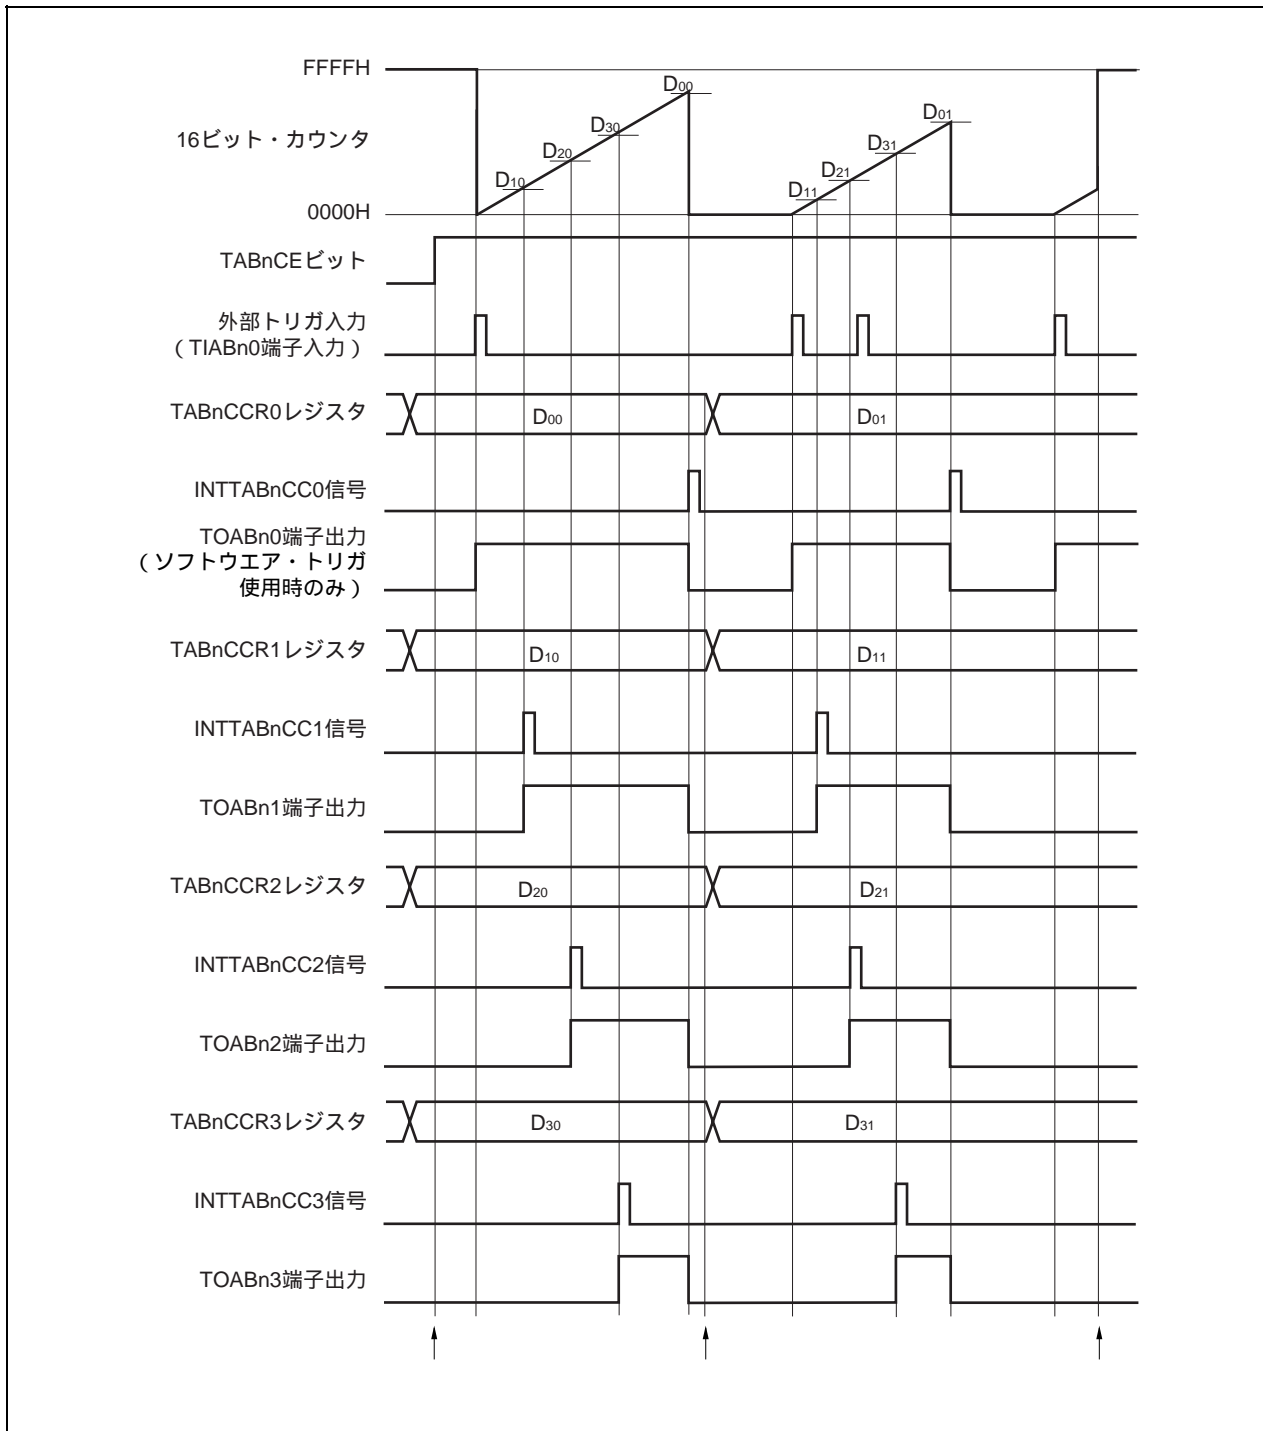 FFFFH
D00
D01
D30
D31
16ビット・カウンタ
D20
D21
D10
D11
0000H
TABnCEビット
外部トリガ入力
（TIABn0端子入力）
TABnCCR0レジスタ
D00
D01
INTTABnCC0信号
TOABn0端子出力
（ソフトウエア・トリガ
使用時のみ）
TABnCCR1レジスタ
D10
D11
INTTABnCC1信号
TOABn1端子出力
TABnCCR2レジスタ
D20
D21
INTTABnCC2信号
TOABn2端子出力
TABnCCR3レジスタ
D30
D31
INTTABnCC3信号
TOABn3端子出力